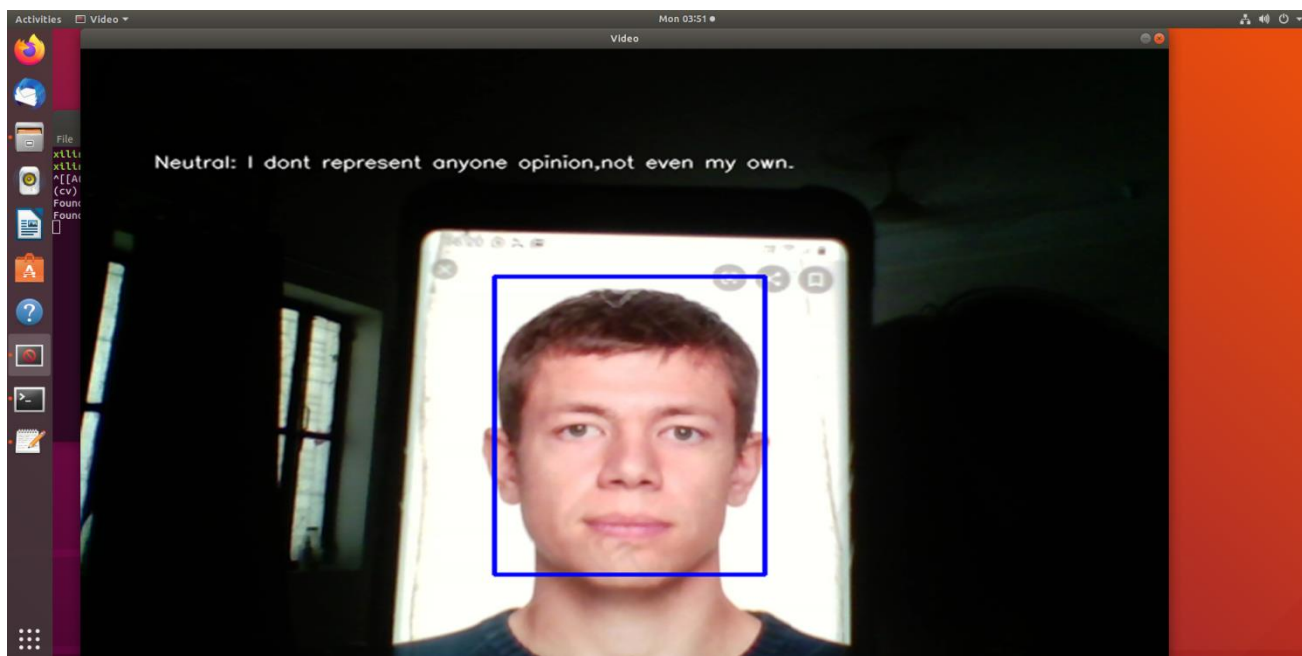 Activities
Video
Mon 03:51
Video
File
(cv)
Neutral: I dont represent anyone opinion,not even my own.